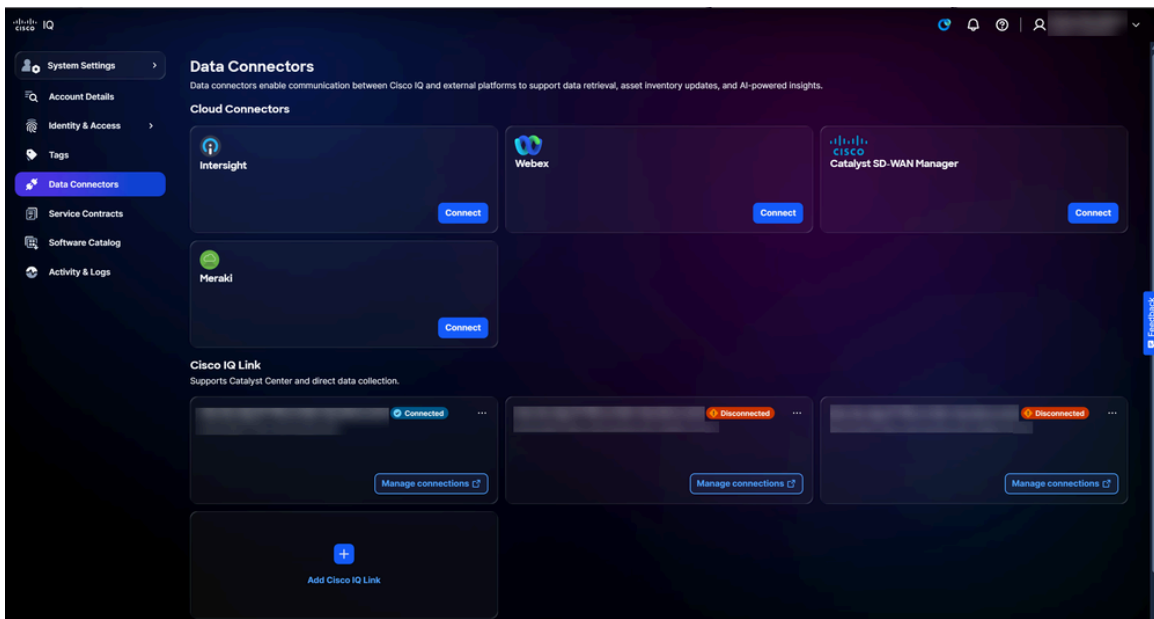 cisco IQ
System Settings
Account Details
Identity & Access
Tags
Data Connectors
Service Contracts
Software Catalog
Activity & Logs
Data Connectors
Data connectors enable communication between Cisco IQ and external platforms to support data retrieval, asset inventory updates, and AI-powered insights.
Cloud Connectors
Intersight
Connect
Webex
Connect
CISCO
Catalyst SD-WAN Manager
Connect
Meraki
Connect
Cisco IQ Link
Supports Catalyst Center and direct data collection.
Connected
Manage connections
Disconnected
Manage connections
Disconnected
Manage connections
Add Cisco IQ Link
Feedback